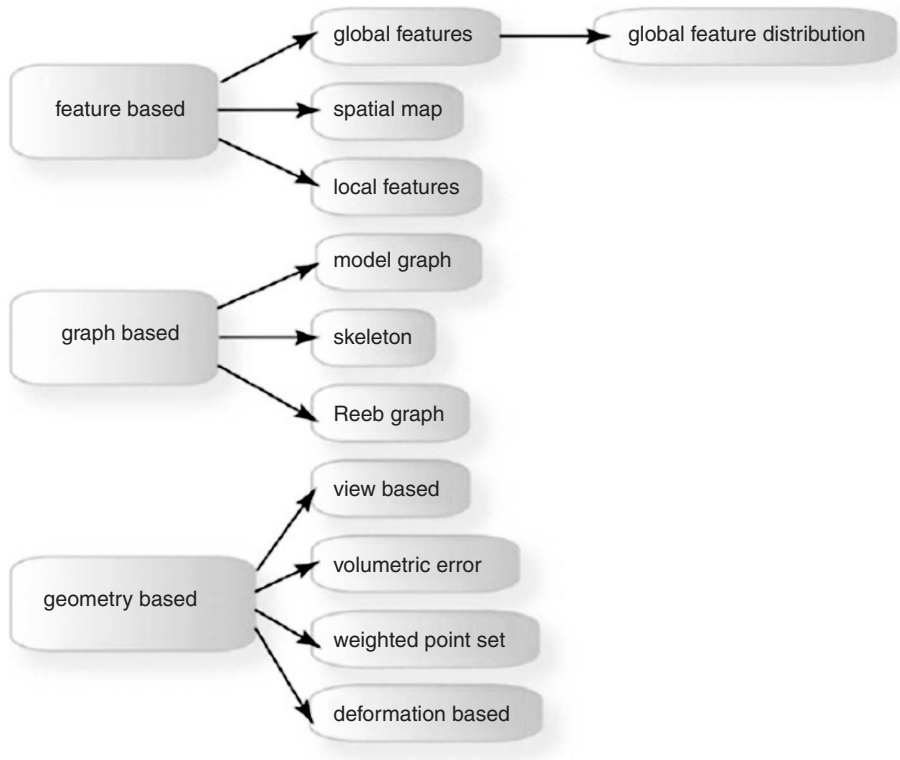 feature based
global features
global feature distribution
spatial map
local features
graph based
model graph
skeleton
Reeb graph
geometry based
view based
volumetric error
weighted point set
deformation based